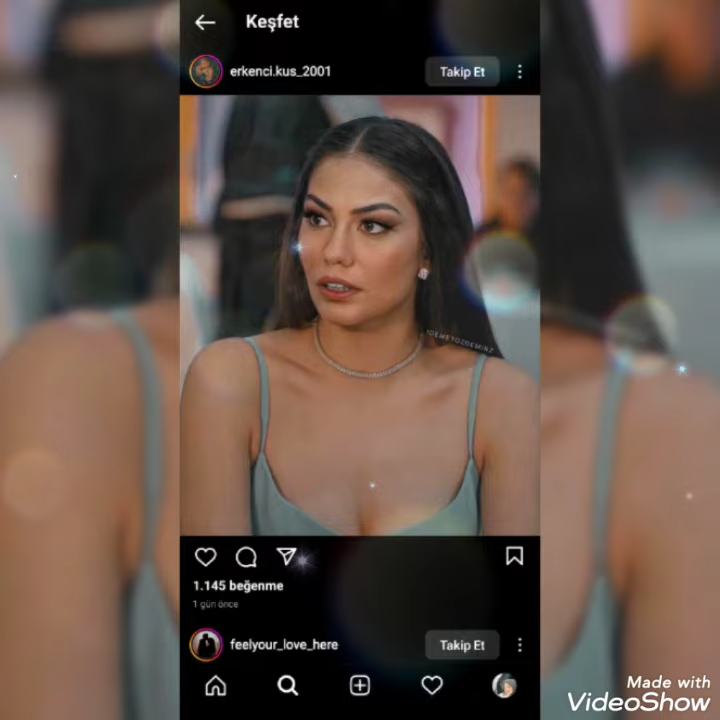 Keşfet
erkenci.kus_2001
Takip Et
1.145 beğenme
1 gün önce
feelyour_love_here
Takip Et
Made with
VideoShow